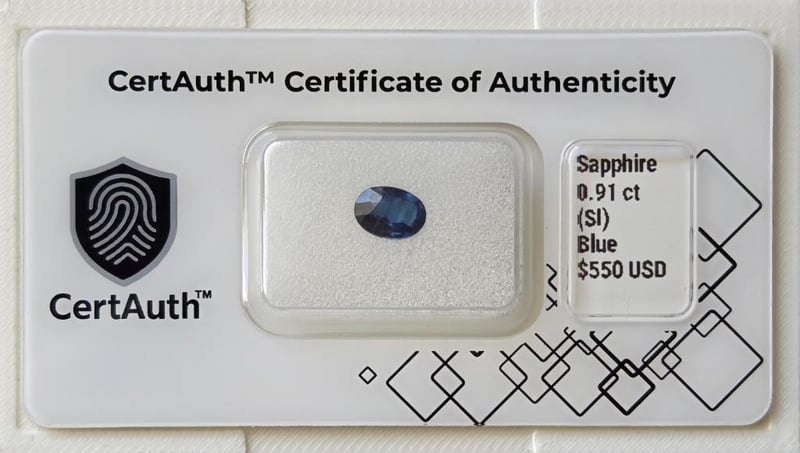 CertAuth™ Certificate of Authenticity
CertAuth™
Sapphire
0.91 ct
(SI)
Blue
$550 USD